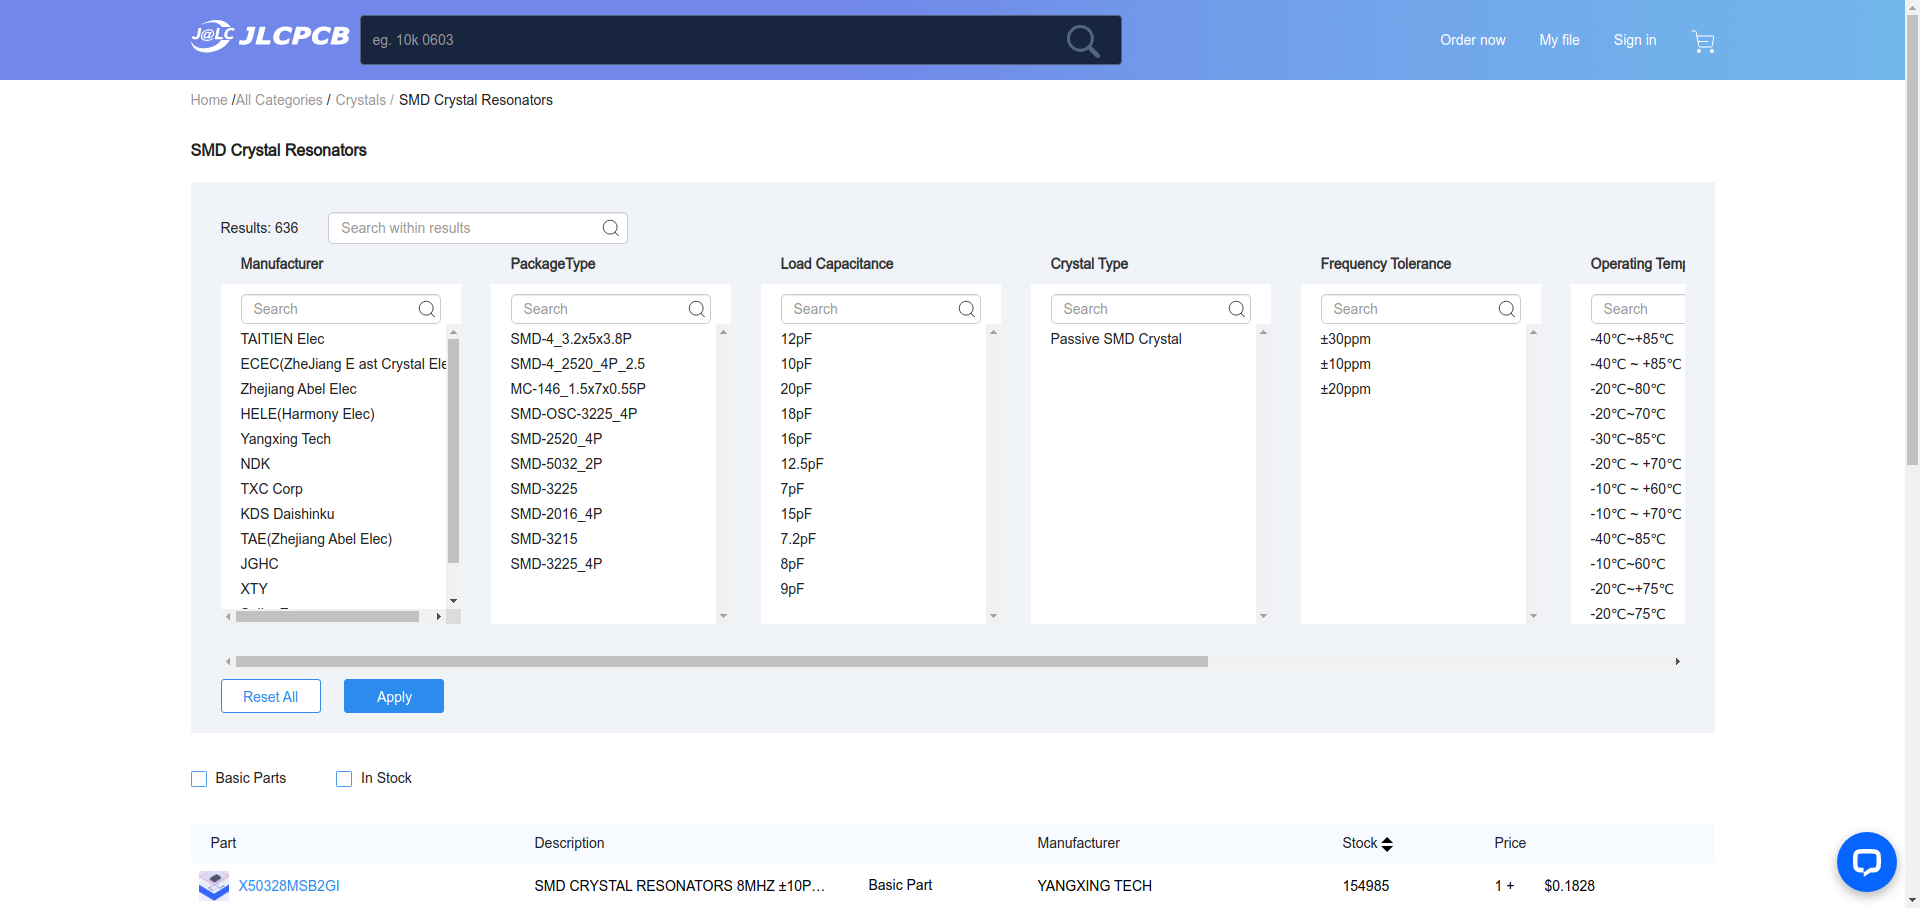 J@LC JLCPCB
eg. 10k 0603
Order now
My file
Sign in
Home /All Categories / Crystals / SMD Crystal Resonators
SMD Crystal Resonators
Results: 636
Search within results
Manufacturer
Search
TAITIEN Elec
ECEC(ZheJiang E ast Crystal Ele
Zhejiang Abel Elec
HELE(Harmony Elec)
Yangxing Tech
NDK
TXC Corp
KDS Daishinku
TAE(Zhejiang Abel Elec)
JGHC
XTY
PackageType
Search
SMD-4_3.2x5x3.8P
SMD-4_2520_4P_2.5
MC-146_1.5x7x0.55P
SMD-OSC-3225_4P
SMD-2520_4P
SMD-5032_2P
SMD-3225
SMD-2016_4P
SMD-3215
SMD-3225_4P
Load Capacitance
Search
12pF
10pF
20pF
18pF
16pF
12.5pF
7pF
15pF
7.2pF
8pF
9pF
Crystal Type
Search
Passive SMD Crystal
Frequency Tolerance
Search
±30ppm
±10ppm
±20ppm
Operating Temp
Search
-40℃~+85℃
-40℃ ~ +85℃
-20℃~80℃
-20℃~70℃
-30℃~85℃
-20℃ ~ +70℃
-10℃ ~ +60℃
-10℃ ~ +70℃
-40℃~85℃
-10℃~60℃
-20℃~+75℃
-20℃~75℃
Reset All
Apply
Basic Parts
In Stock
Part
Description
Manufacturer
Stock
Price
X50328MSB2GI
SMD CRYSTAL RESONATORS 8MHZ ±10P...
Basic Part
YANGXING TECH
154985
1 +
$0.1828